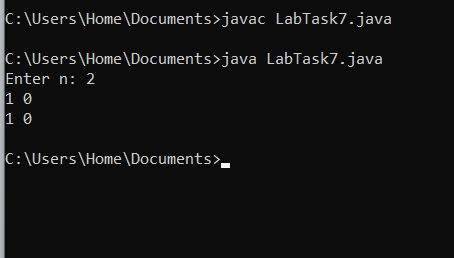 C:\Users\Home\Documents>javac LabTask7.java
C:\Users\Home\Documents>java LabTask7.java
Enter n: 2
1 0
1 0
C:\Users\Home\Documents>